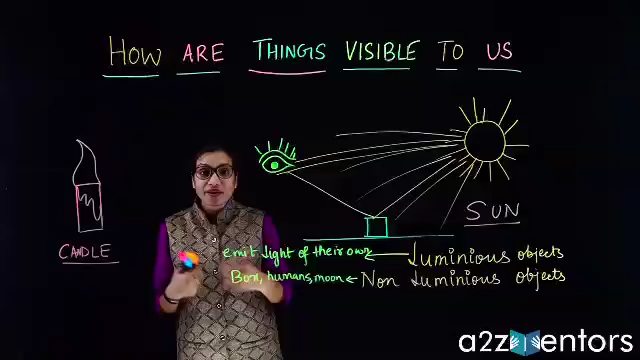 HOW ARE THINGS VISIBLE TO US
SUN
CANDLE
emit light of their own ← Luminious objects
Box, humans, moon ← Non Luminious objects
a2zmentors